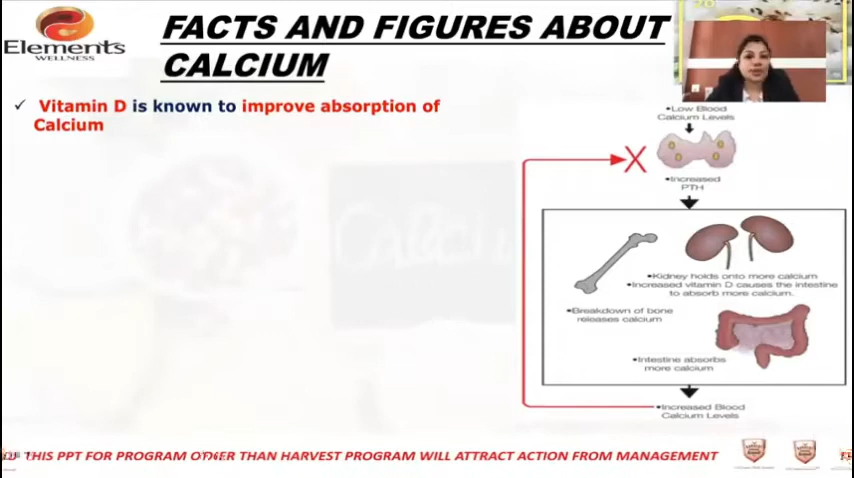 Elements
WELLNESS
FACTS AND FIGURES ABOUT
CALCIUM
✓ Vitamin D is known to improve absorption of
Calcium
•Low Blood
Calcium Levels
•Increased
PTH
•Kidney holds onto more calcium
•Increased vitamin D causes the intestine
to absorb more calcium.
•Breakdown of bone
releases calcium
•Intestine absorbs
more calcium
•Increased Blood
Calcium Levels
THIS PPT FOR PROGRAM OTHER THAN HARVEST PROGRAM WILL ATTRACT ACTION FROM MANAGEMENT